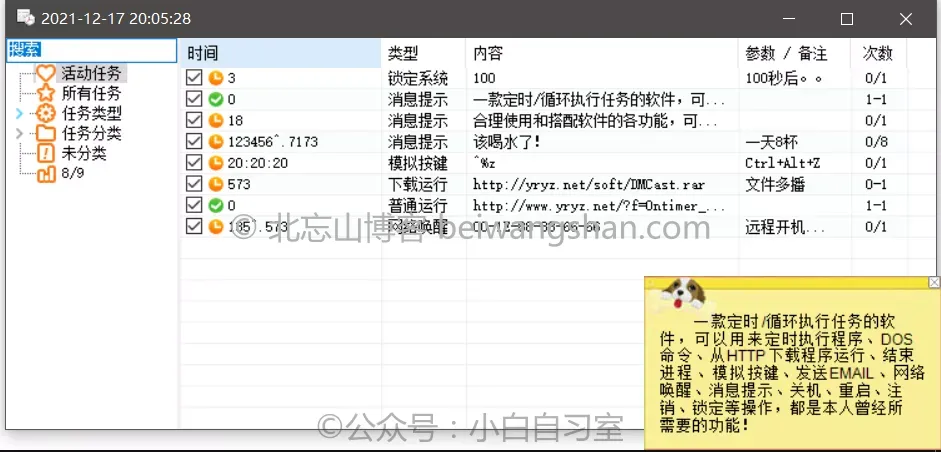 2021-12-17 20:05:28
搜索
活动任务
所有任务
任务类型
任务分类
未分类
8/9
时间 类型 内容 参数 / 备注 次数
3 锁定系统 100 100秒后。。 0/1
0 消息提示 一款定时/循环执行任务的软件，可... 1-1
18 消息提示 合理使用和搭配软件的各功能，可... 0/1
123456^.7173 消息提示 该喝水了! 一天8杯 0/8
20:20:20 模拟按键 ^%z Ctrl+Alt+Z 0/1
573 下载运行 http://yryz.net/soft/DMCast.rar 文件多播 0-1
0 普通运行 http://www.yryz.net/?f=Ontimer_... 1-1
135^.573 网络唤醒 远程开机... 0/1
© 北忘山博客 beiwangshan.com
一款定时/循环执行任务的软
件，可以用来定时执行程序、DOS
命令、从HTTP下载程序运行、结束
进程、模拟按键、发送EMAIL、网络
唤醒、消息提示、关机、重启、注
销、锁定等操作，都是本人曾经所
需要的功能！
©公众号：小白自习室